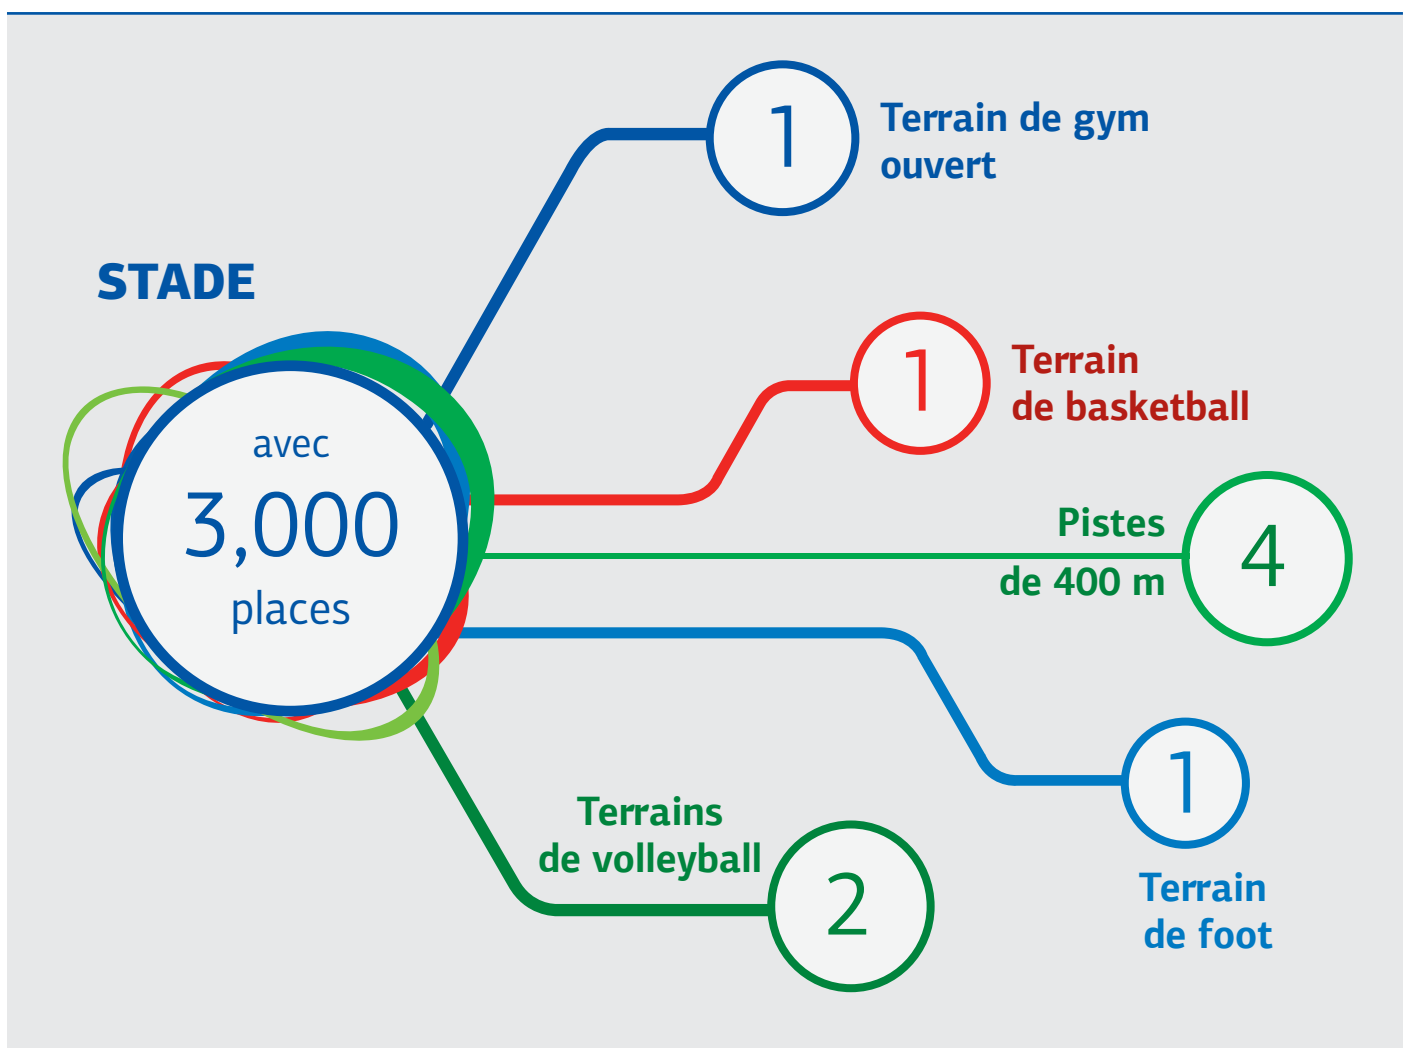 STADE
avec
3,000
places
1
Terrain de gym
ouvert
1
Terrain
de basketball
Pistes
de 400 m
4
1
Terrain
de foot
Terrains
de volleyball
2